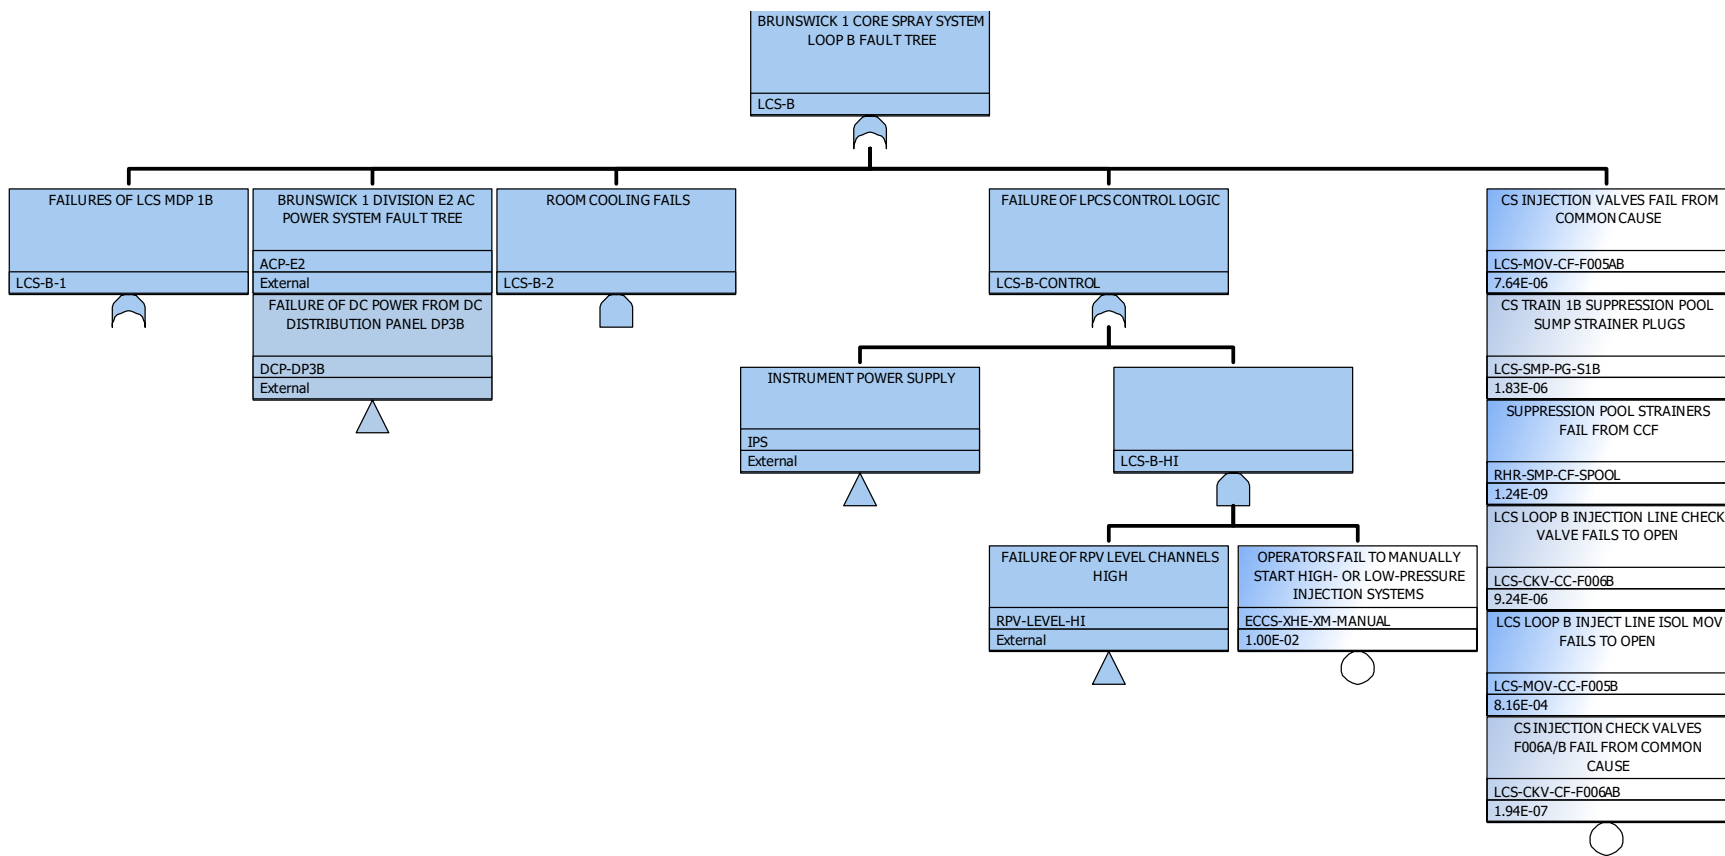 BRUNSWICK 1 CORE SPRAY SYSTEM
LOOP B FAULT TREE
LCS-B
FAILURES OF LCS MDP 1B
LCS-B-1
BRUNSWICK 1 DIVISION E2 AC
POWER SYSTEM FAULT TREE
ACP-E2
External
FAILURE OF DC POWER FROM DC
DISTRIBUTION PANEL DP3B
DCP-DP3B
External
ROOM COOLING FAILS
LCS-B-2
FAILURE OF LPCS CONTROL LOGIC
LCS-B-CONTROL
INSTRUMENT POWER SUPPLY
IPS
External
LCS-B-HI
FAILURE OF RPV LEVEL CHANNELS
HIGH
RPV-LEVEL-HI
External
OPERATORS FAIL TO MANUALLY
START HIGH- OR LOW-PRESSURE
INJECTION SYSTEMS
ECCS-XHE-XM-MANUAL
1.00E-02
CS INJECTION VALVES FAIL FROM
COMMON CAUSE
LCS-MOV-CF-F005AB
7.64E-06
CS TRAIN 1B SUPPRESSION POOL
SUMP STRAINER PLUGS
LCS-SMP-PG-S1B
1.83E-06
SUPPRESSION POOL STRAINERS
FAIL FROM CCF
RHR-SMP-CF-SPOOL
1.24E-09
LCS LOOP B INJECTION LINE CHECK
VALVE FAILS TO OPEN
LCS-CKV-CC-F006B
9.24E-06
LCS LOOP B INJECT LINE ISOL MOV
FAILS TO OPEN
LCS-MOV-CC-F005B
8.16E-04
CS INJECTION CHECK VALVES
F006A/B FAIL FROM COMMON
CAUSE
LCS-CKV-CF-F006AB
1.94E-07